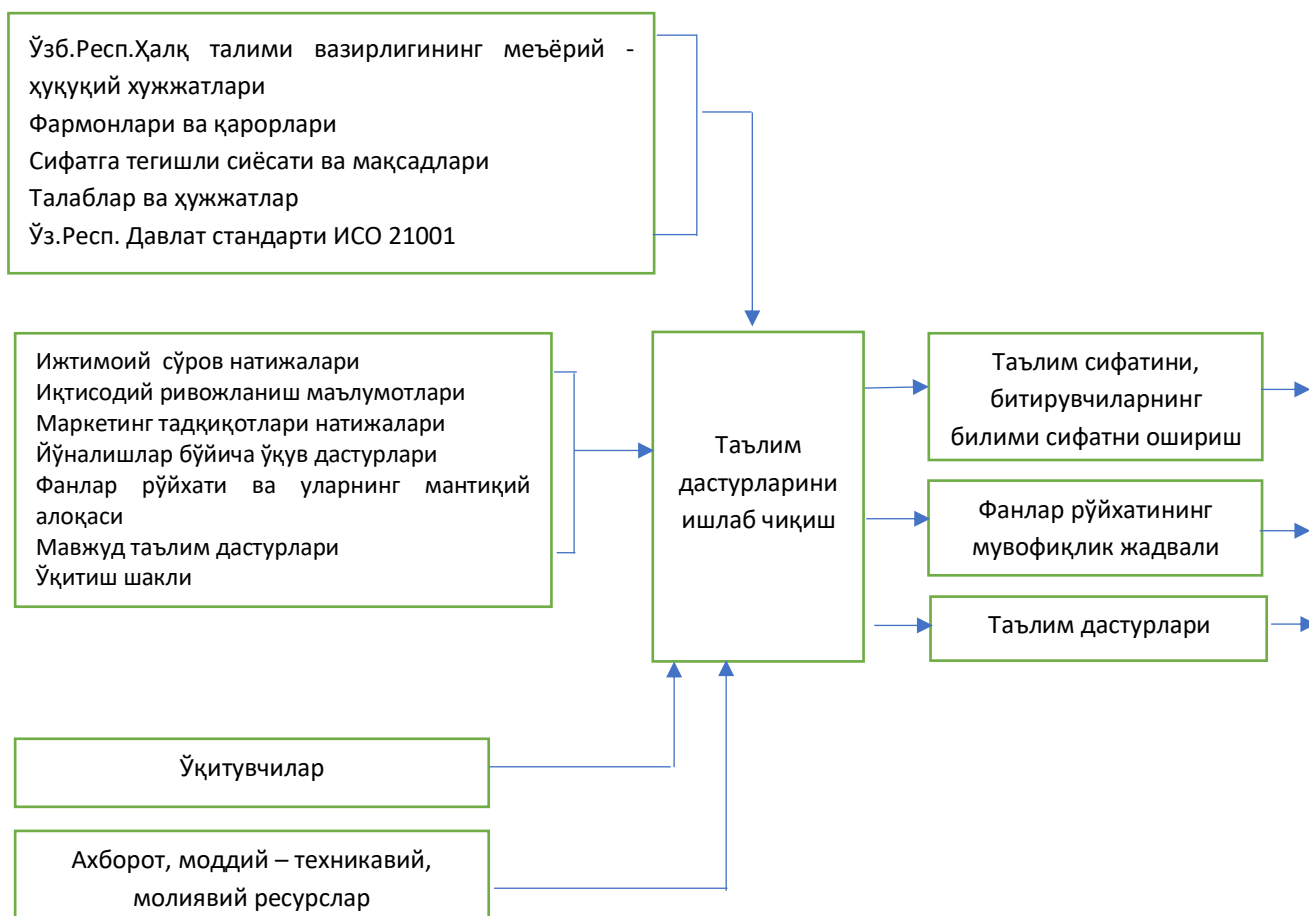 Ўзб.Респ.Ҳалқ талими вазирлигининг меъёрий -
ҳуқуқий хужжатлари
Фармонлари ва қарорлари
Сифатга тегишли сиёсати ва мақсадлари
Талаблар ва ҳужжатлар
Ўз.Респ. Давлат стандарти ИСО 21001
Ижтимоий сўров натижалари
Иқтисодий ривожланиш маълумотлари
Маркетинг тадқиқотлари натижалари
Йўналишлар бўйича ўқув дастурлари
Фанлар рўйхати ва уларнинг мантиқий
алоқаси
Мавжуд таълим дастурлари
Ўқитиш шакли
Таълим
дастурларини
ишлаб чиқиш
Таълим сифатини,
битирувчиларнинг
билими сифатни ошириш
Фанлар рўйхатининг
мувофиқлик жадвали
Таълим дастурлари
Ўқитувчилар
Ахборот, моддий – техникавий,
молиявий ресурслар